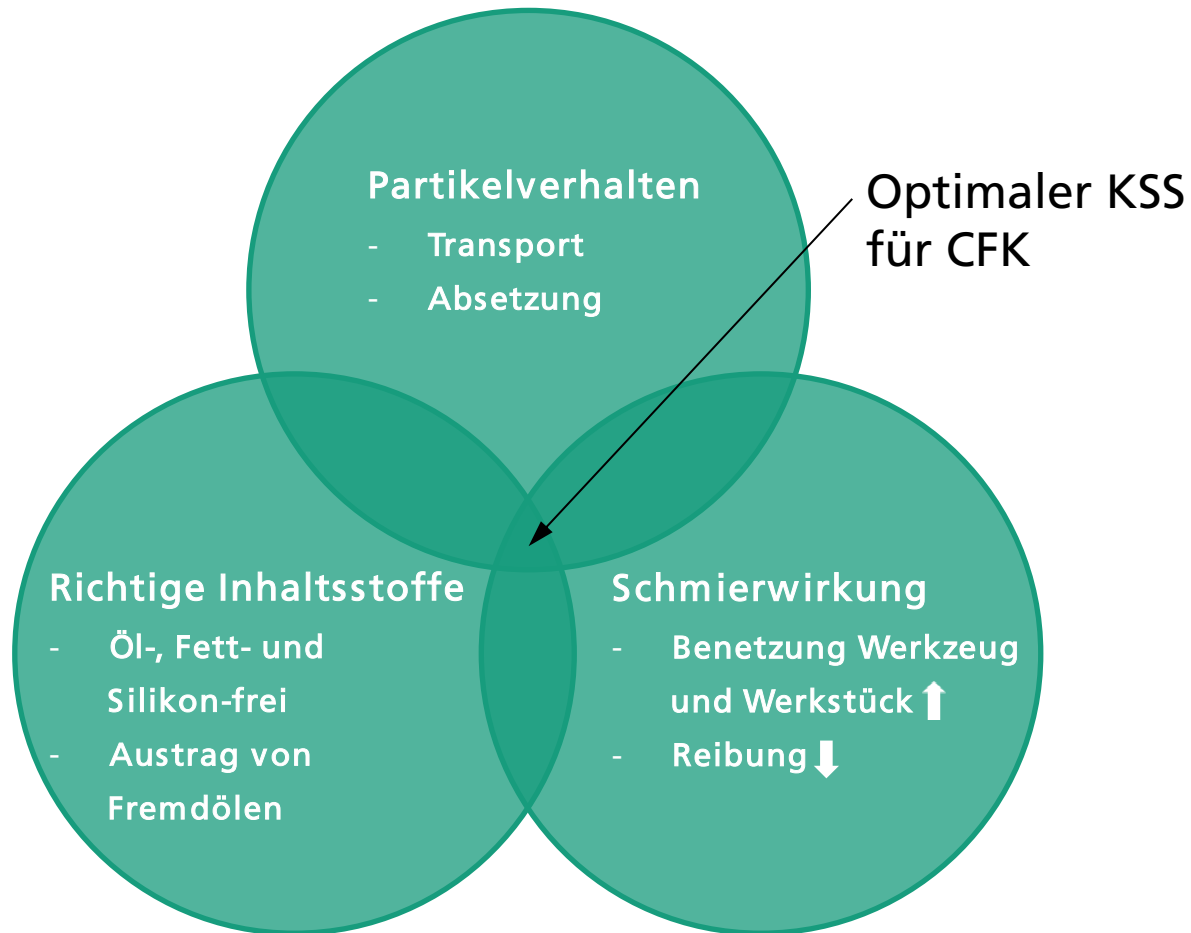 Partikelverhalten
- Transport
- Absetzung
Optimaler KSS
für CFK
Richtige Inhaltsstoffe
- Öl-, Fett- und
Silikon-frei
- Austrag von
Fremdölen
Schmierwirkung
- Benetzung Werkzeug
und Werkstück
- Reibung